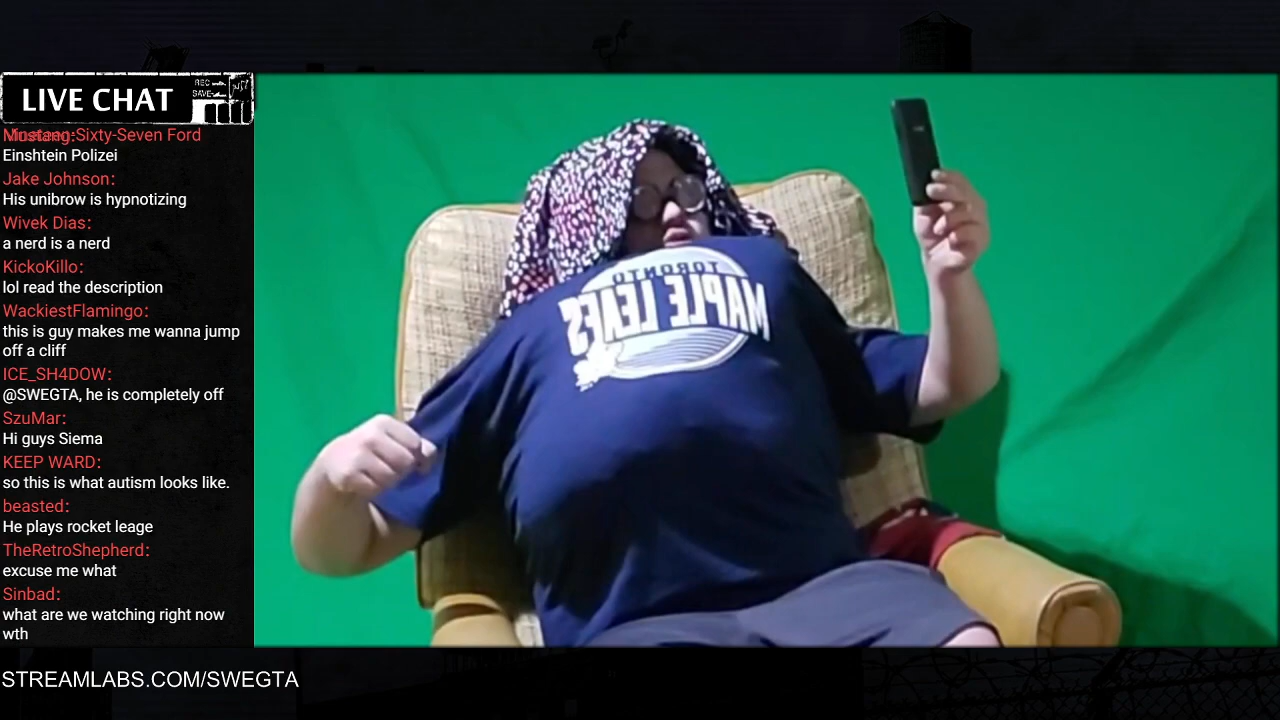 LIVE CHAT
REC
SAVE
Sixty-Seven Ford
Einshtein Polizei
Jake Johnson:
His unibrow is hypnotizing
Wivek Dias:
a nerd is a nerd
KickoKillo:
lol read the description
WackiestFlamingo:
this is guy makes me wanna jump
off a cliff
ICE_SH4DOW:
@SWEGTA, he is completely off
SzuMar:
Hi guys Siema
KEEP WARD:
so this is what autism looks like.
beasted:
He plays rocket leage
TheRetroShepherd:
excuse me what
Sinbad:
what are we watching right now
wth
TORONTO
MAPLE LEAFS
STREAMLABS.COM/SWEGTA